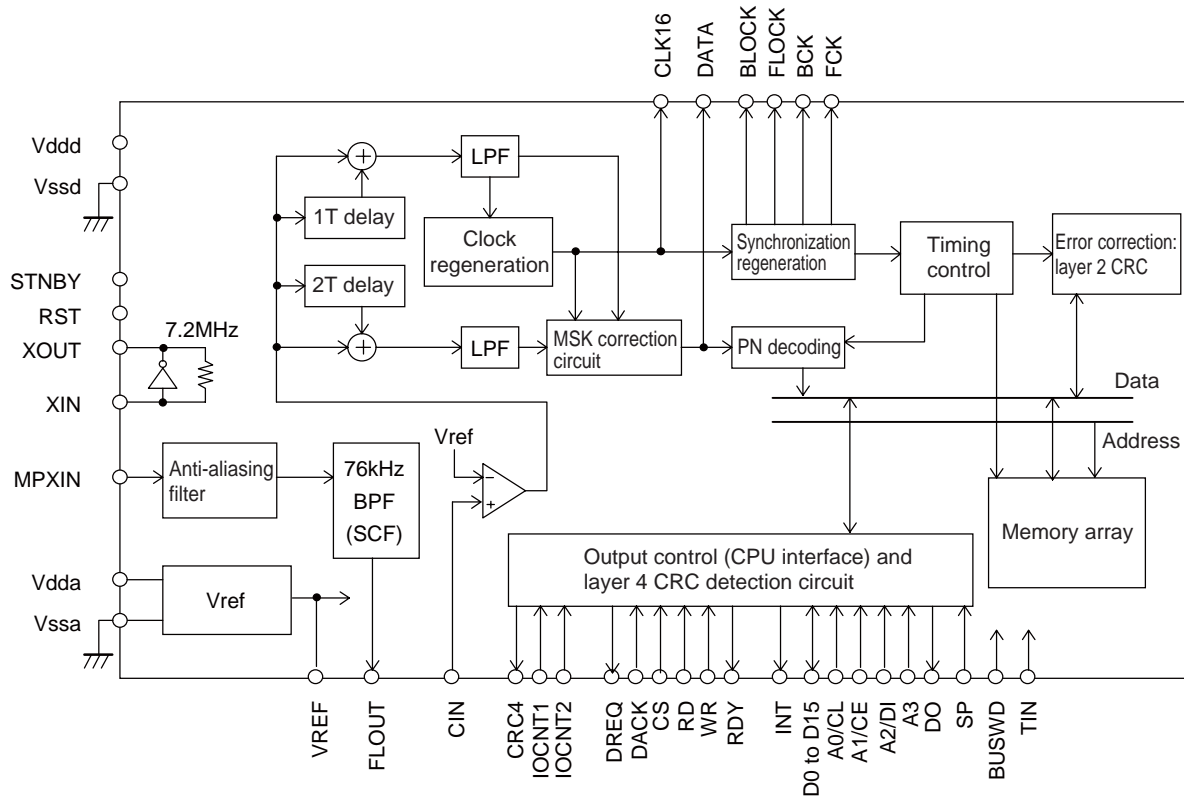 CLK16
DATA
BLOCK
FLOCK
BCK
FCK
Vddd
Vssd
STNBY
RST
XOUT
7.2MHz
XIN
MPXIN
Vdda
Vssa
+
LPF
1T delay
Clock
regeneration
Synchronization
regeneration
Timing
control
Error correction:
layer 2 CRC
2T delay
+
LPF
MSK correction
circuit
PN decoding
Data
Address
Anti-aliasing
filter
76kHz
BPF
(SCF)
Vref
−
+
Memory array
Output control (CPU interface) and
layer 4 CRC detection circuit
Vref
VREF
FLOUT
CIN
CRC4
IOCNT1
IOCNT2
DREQ
DACK
CS
RD
WR
RDY
INT
D0 to D15
A0/CL
A1/CE
A2/DI
A3
DO
SP
BUSWD
TIN